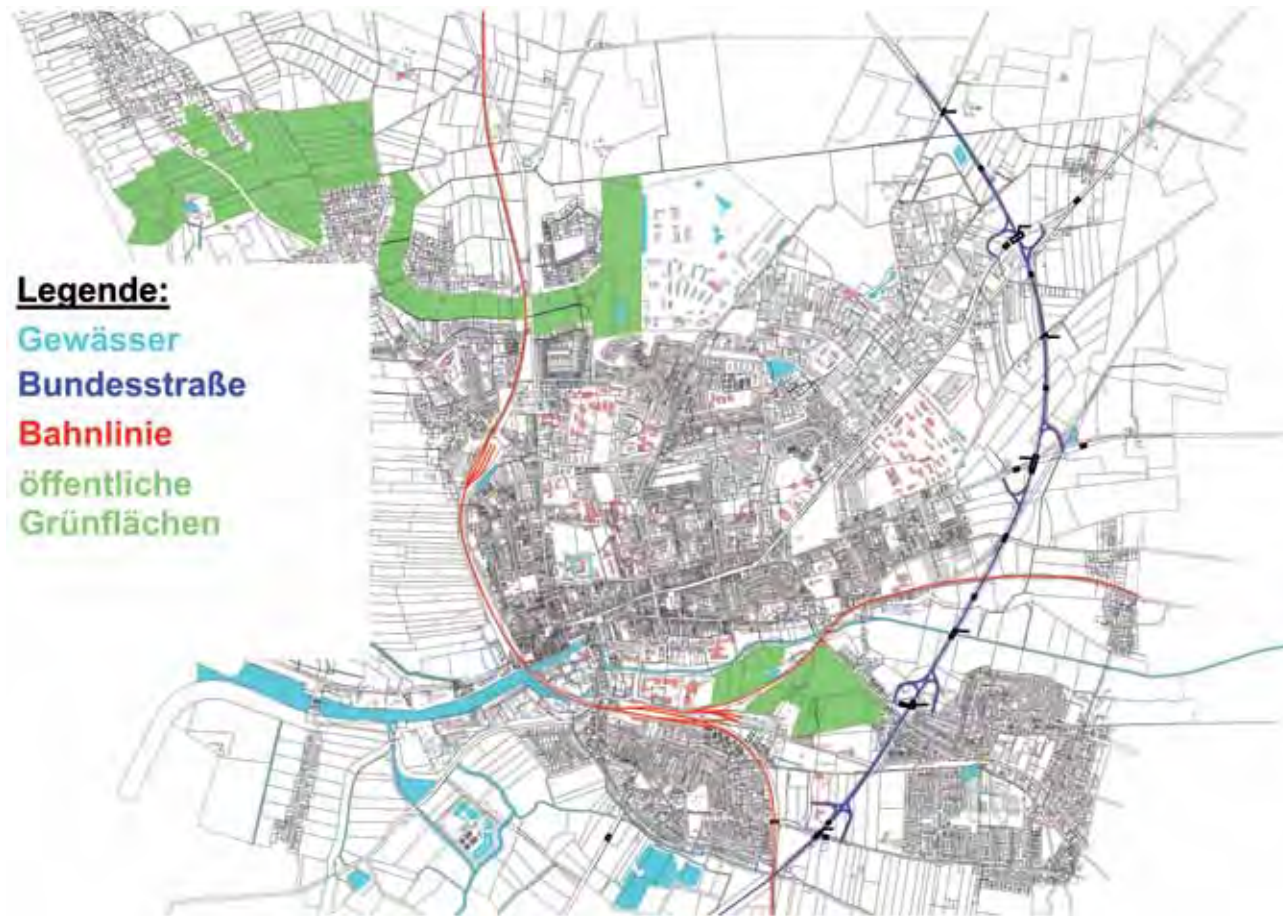 Legende:
Gewässer
Bundesstraße
Bahnlinie
öffentliche
Grünflächen